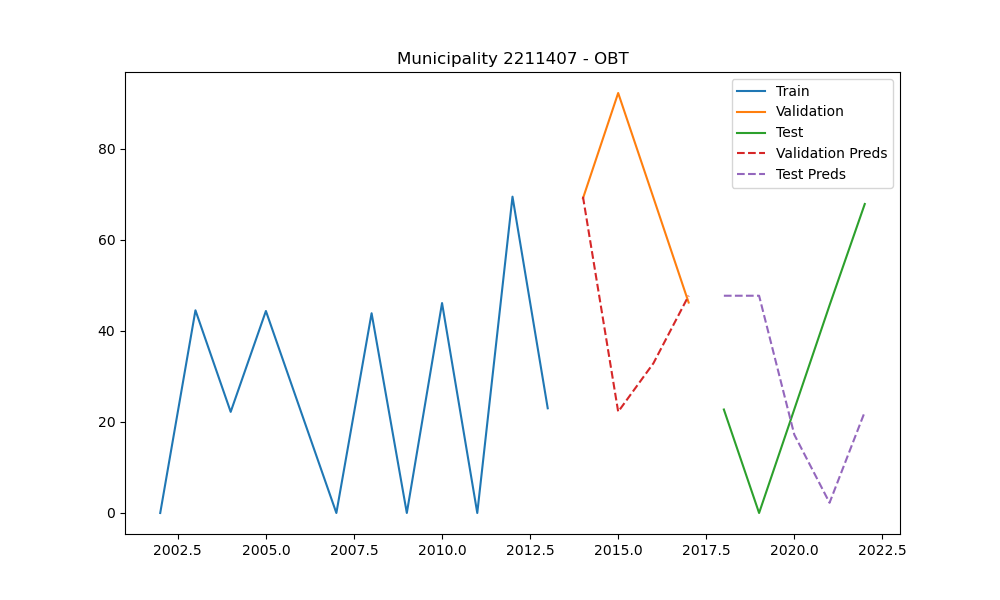 Municipality 2211407 - OBT
Train
Validation
Test
Validation Preds
Test Preds
80
60
40
20
0
2002.5 2005.0 2007.5 2010.0 2012.5 2015.0 2017.5 2020.0 2022.5